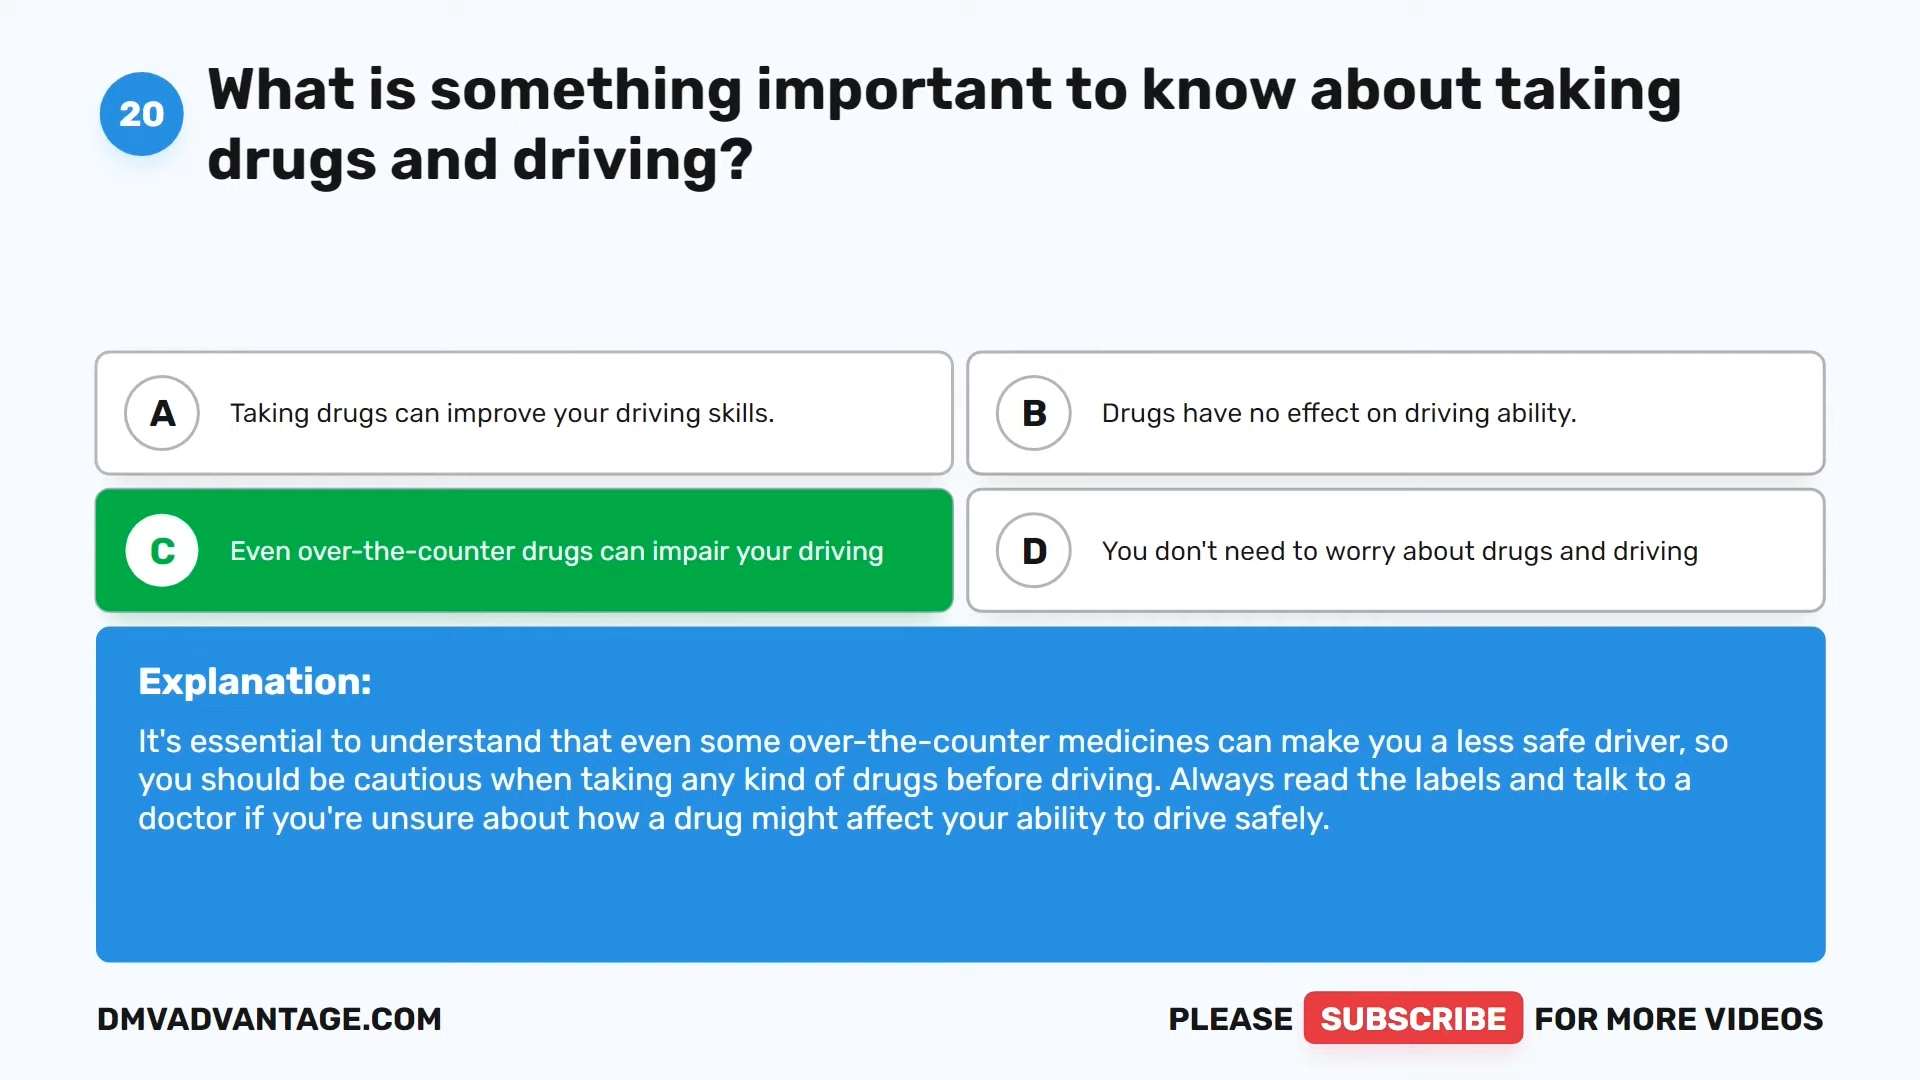 20
What is something important to know about taking
drugs and driving?
A
Taking drugs can improve your driving skills.
B
Drugs have no effect on driving ability.
C
Even over-the-counter drugs can impair your driving
D
You don't need to worry about drugs and driving
Explanation:
It's essential to understand that even some over-the-counter medicines can make you a less safe driver, so
you should be cautious when taking any kind of drugs before driving. Always read the labels and talk to a
doctor if you're unsure about how a drug might affect your ability to drive safely.
DMVADVANTAGE.COM
PLEASE SUBSCRIBE FOR MORE VIDEOS